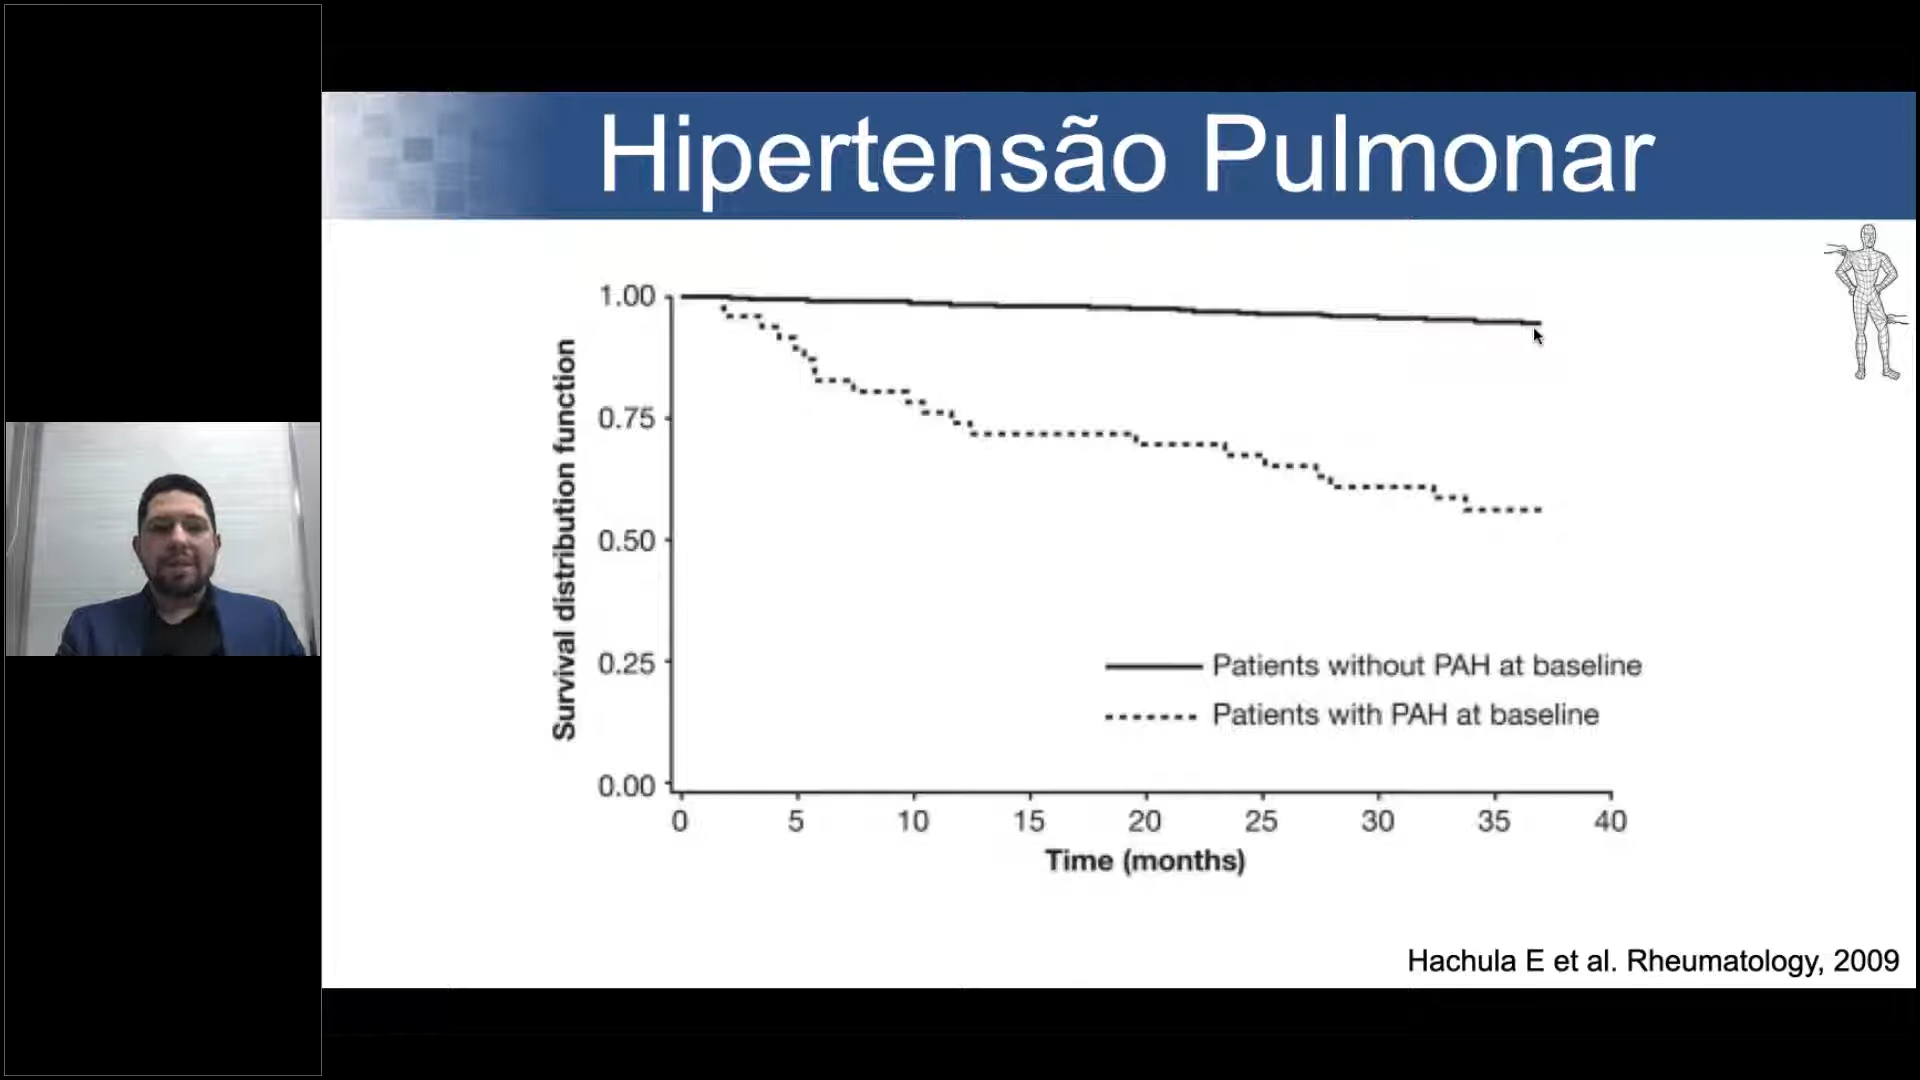 Hipertensão Pulmonar
1.00
0.75
0.50
0.25
0.00
Survival distribution function
Patients without PAH at baseline
Patients with PAH at baseline
0 5 10 15 20 25 30 35 40
Time (months)
Hachula E et al. Rheumatology, 2009